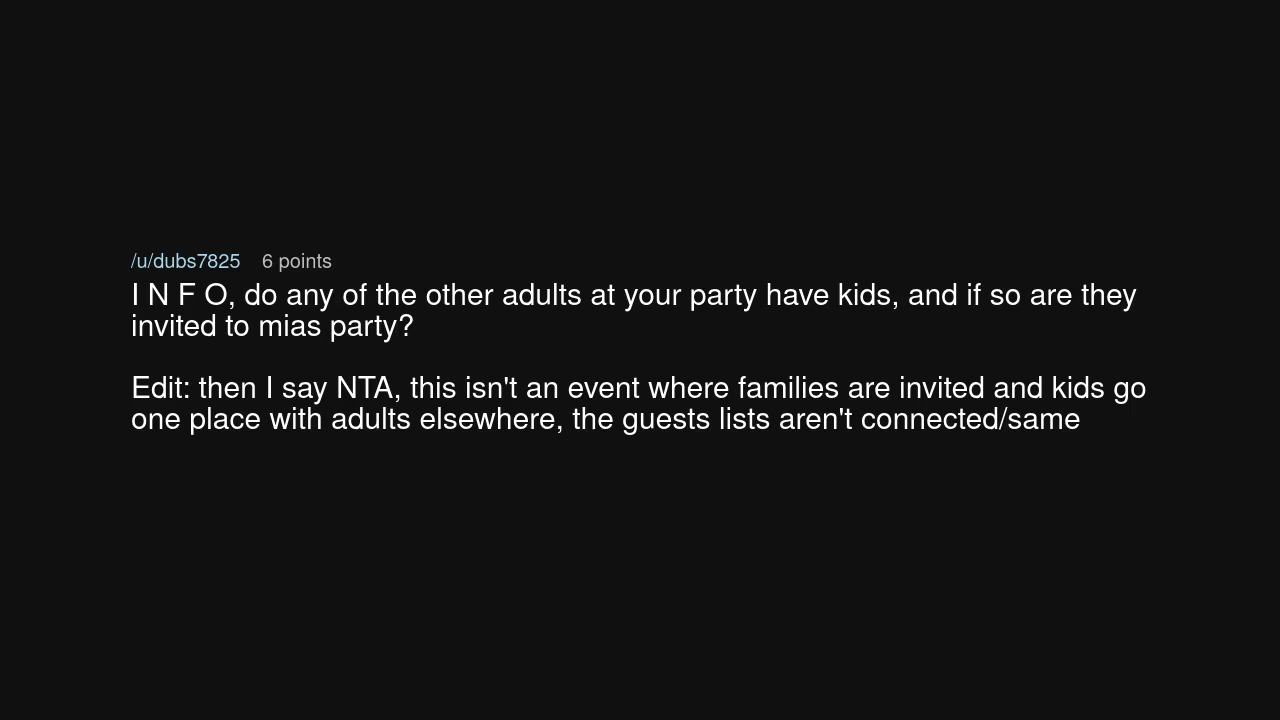 /u/dubs7825 6 points
I N F O, do any of the other adults at your party have kids, and if so are they
invited to mias party?
Edit: then I say NTA, this isn't an event where families are invited and kids go
one place with adults elsewhere, the guests lists aren't connected/same